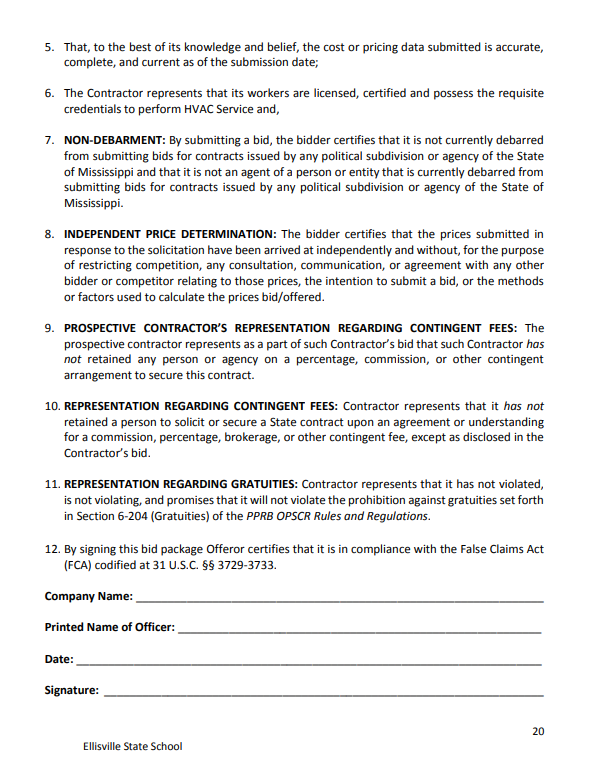 5. That, to the best of its knowledge and belief, the cost or pricing data submitted is accurate,
complete, and current as of the submission date;
6. The Contractor represents that its workers are licensed, certified and possess the requisite
credentials to perform HVAC Service and,
7. NON-DEBARMENT: By submitting a bid, the bidder certifies that it is not currently debarred
from submitting bids for contracts issued by any political subdivision or agency of the State
of Mississippi and that it is not an agent of a person or entity that is currently debarred from
submitting bids for contracts issued by any political subdivision or agency of the State of
Mississippi.
8. INDEPENDENT PRICE DETERMINATION: The bidder certifies that the prices submitted in
response to the solicitation have been arrived at independently and without, for the purpose
of restricting competition, any consultation, communication, or agreement with any other
bidder or competitor relating to those prices, the intention to submit a bid, or the methods
or factors used to calculate the prices bid/offered.
9. PROSPECTIVE CONTRACTOR'S REPRESENTATION REGARDING CONTINGENT FEES: The
prospective contractor represents as a part of such Contractor's bid that such Contractor has
not retained any person or agency on a percentage, commission, or other contingent
arrangement to secure this contract.
10. REPRESENTATION REGARDING CONTINGENT FEES: Contractor represents that it has not
retained a person to solicit or secure a State contract upon an agreement or understanding
for a commission, percentage, brokerage, or other contingent fee, except as disclosed in the
Contractor's bid.
11. REPRESENTATION REGARDING GRATUITIES: Contractor represents that it has not violated,
is not violating, and promises that it will not violate the prohibition against gratuities set forth
in Section 6-204 (Gratuities) of the PPRB OPSCR Rules and Regulations.
12. By signing this bid package Offeror certifies that it is in compliance with the False Claims Act
(FCA) codified at 31 U.S.C. §§ 3729-3733.
Company Name: ____
Printed Name of Officer: ____
Date: ____
Signature: ____
20
Ellisville State School